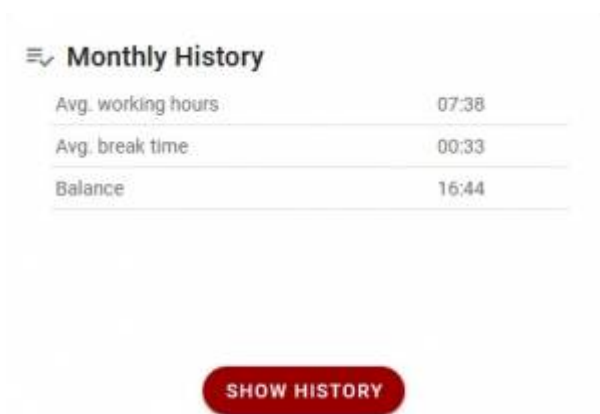 Monthly History
Avg. working hours 07:38
Avg. break time 00:33
Balance 16:44
SHOW HISTORY